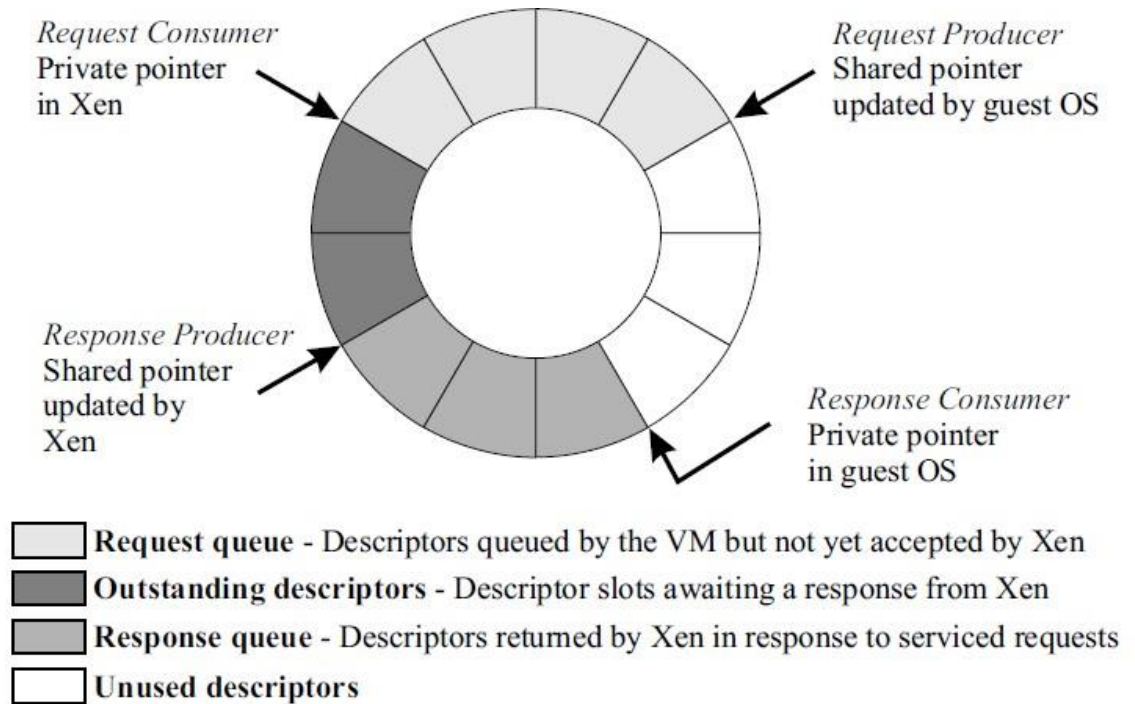 Request Consumer
Private pointer
in Xen
Request Producer
Shared pointer
updated by guest OS
Response Producer
Shared pointer
updated by
Xen
Response Consumer
Private pointer
in guest OS
Request queue - Descriptors queued by the VM but not yet accepted by Xen
Outstanding descriptors - Descriptor slots awaiting a response from Xen
Response queue - Descriptors returned by Xen in response to serviced requests
Unused descriptors